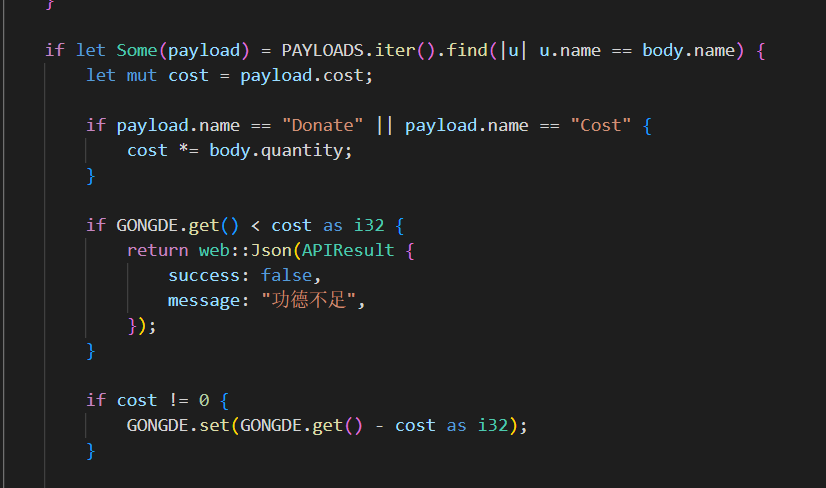 }
if let Some(payload) = PAYLOADS.iter().find(|u| u.name == body.name) {
let mut cost = payload.cost;
if payload.name == "Donate" || payload.name == "Cost" {
cost *= body.quantity;
}
if GONGDE.get() < cost as i32 {
return web::Json(APIResult {
success: false,
message: "功德不足",
});
}
if cost != 0 {
GONGDE.set(GONGDE.get() - cost as i32);
}